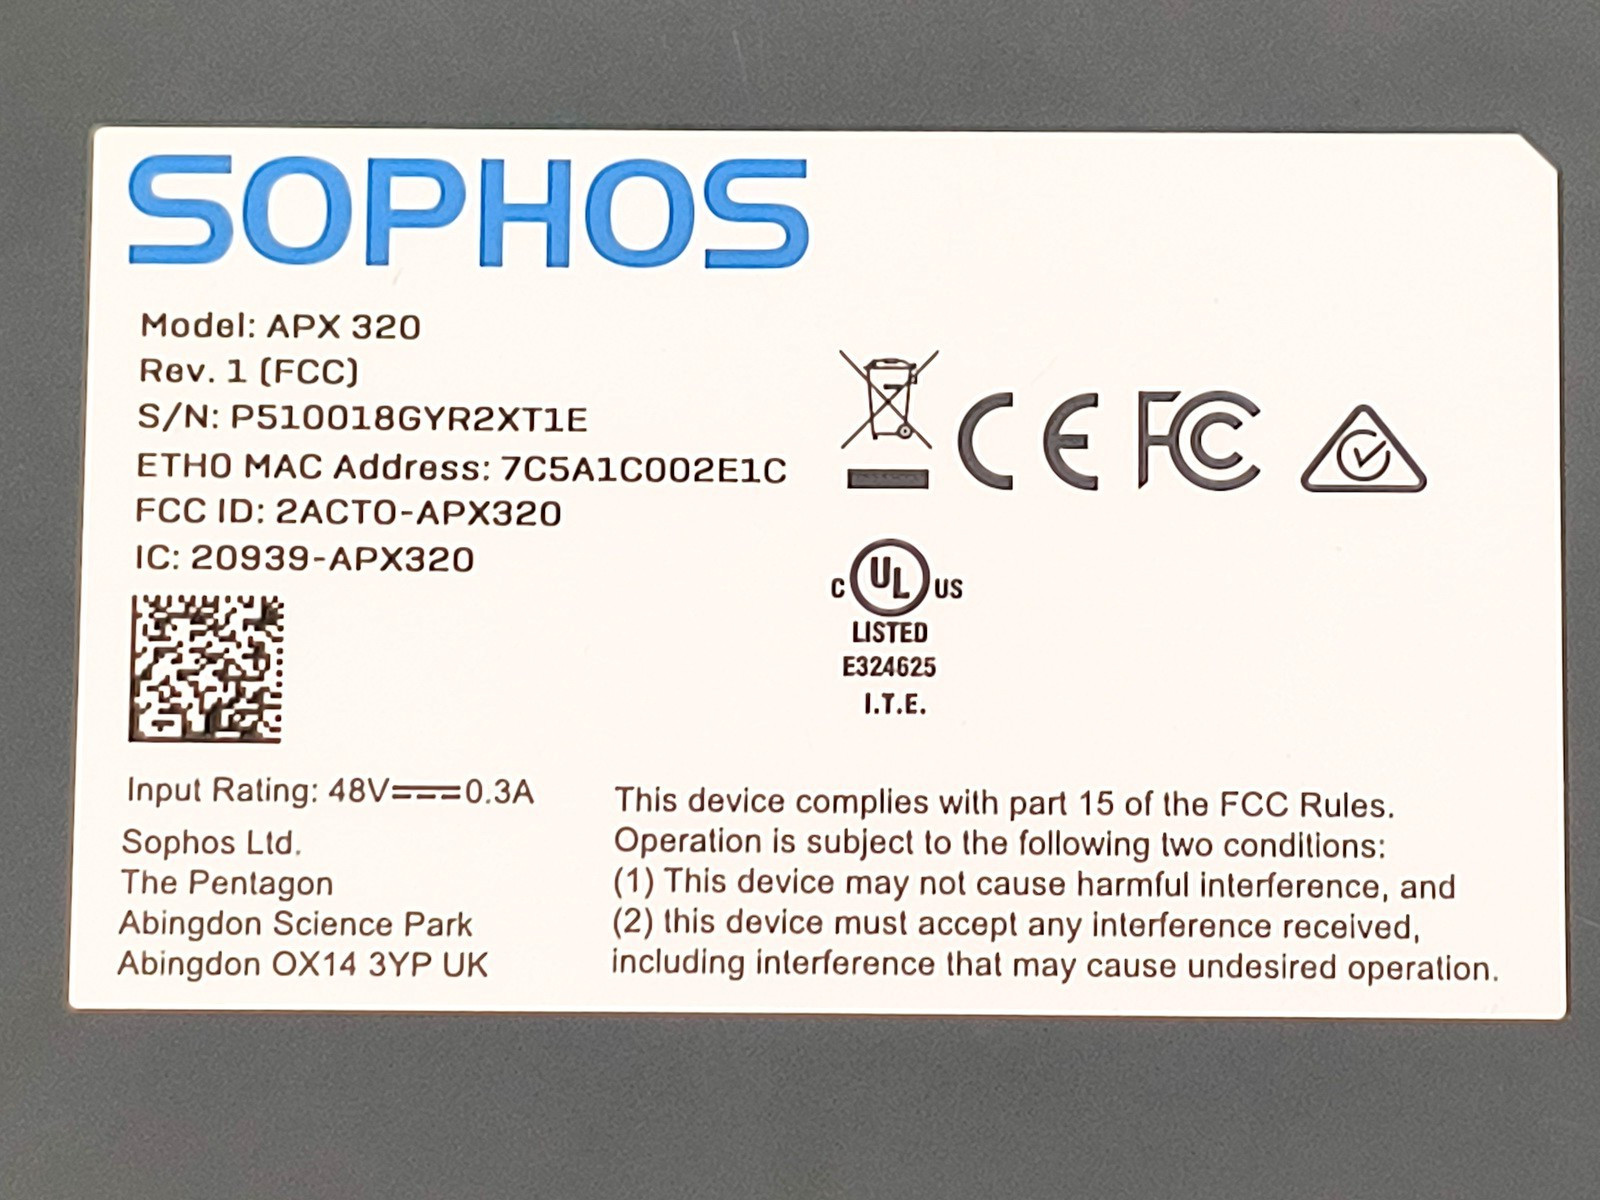 SOPHOS
Model: APX 320
Rev. 1 (FCC)
S/N: P510018GYR2XT1E
ETH0 MAC Address: 7C5A1C002E1C
FCC ID: 2ACTO-APX320
IC: 20939-APX320
CE FC
C UL US
LISTED
E324625
I.T.E.
Input Rating: 48V⎓0.3A
Sophos Ltd.
The Pentagon
Abingdon Science Park
Abingdon OX14 3YP UK
This device complies with part 15 of the FCC Rules.
Operation is subject to the following two conditions:
(1) This device may not cause harmful interference, and
(2) this device must accept any interference received,
including interference that may cause undesired operation.